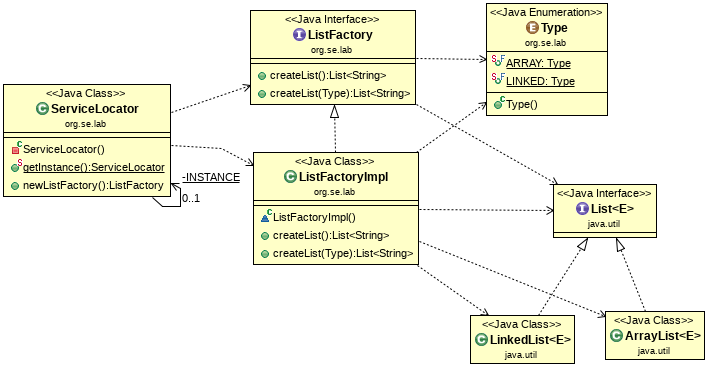 <<Java Interface>>
ListFactory
org.se.lab
createList():List<String>
createList(Type):List<String>
<<Java Enumeration>>
Type
org.se.lab
ARRAY: Type
LINKED: Type
Type()
<<Java Class>>
ServiceLocator
org.se.lab
ServiceLocator()
getInstance():ServiceLocator
newListFactory():ListFactory
-INSTANCE
0..1
<<Java Class>>
ListFactoryImpl
org.se.lab
ListFactoryImpl()
createList():List<String>
createList(Type):List<String>
<<Java Interface>>
List<E>
java.util
<<Java Class>>
LinkedList<E>
java.util
<<Java Class>>
ArrayList<E>
java.util